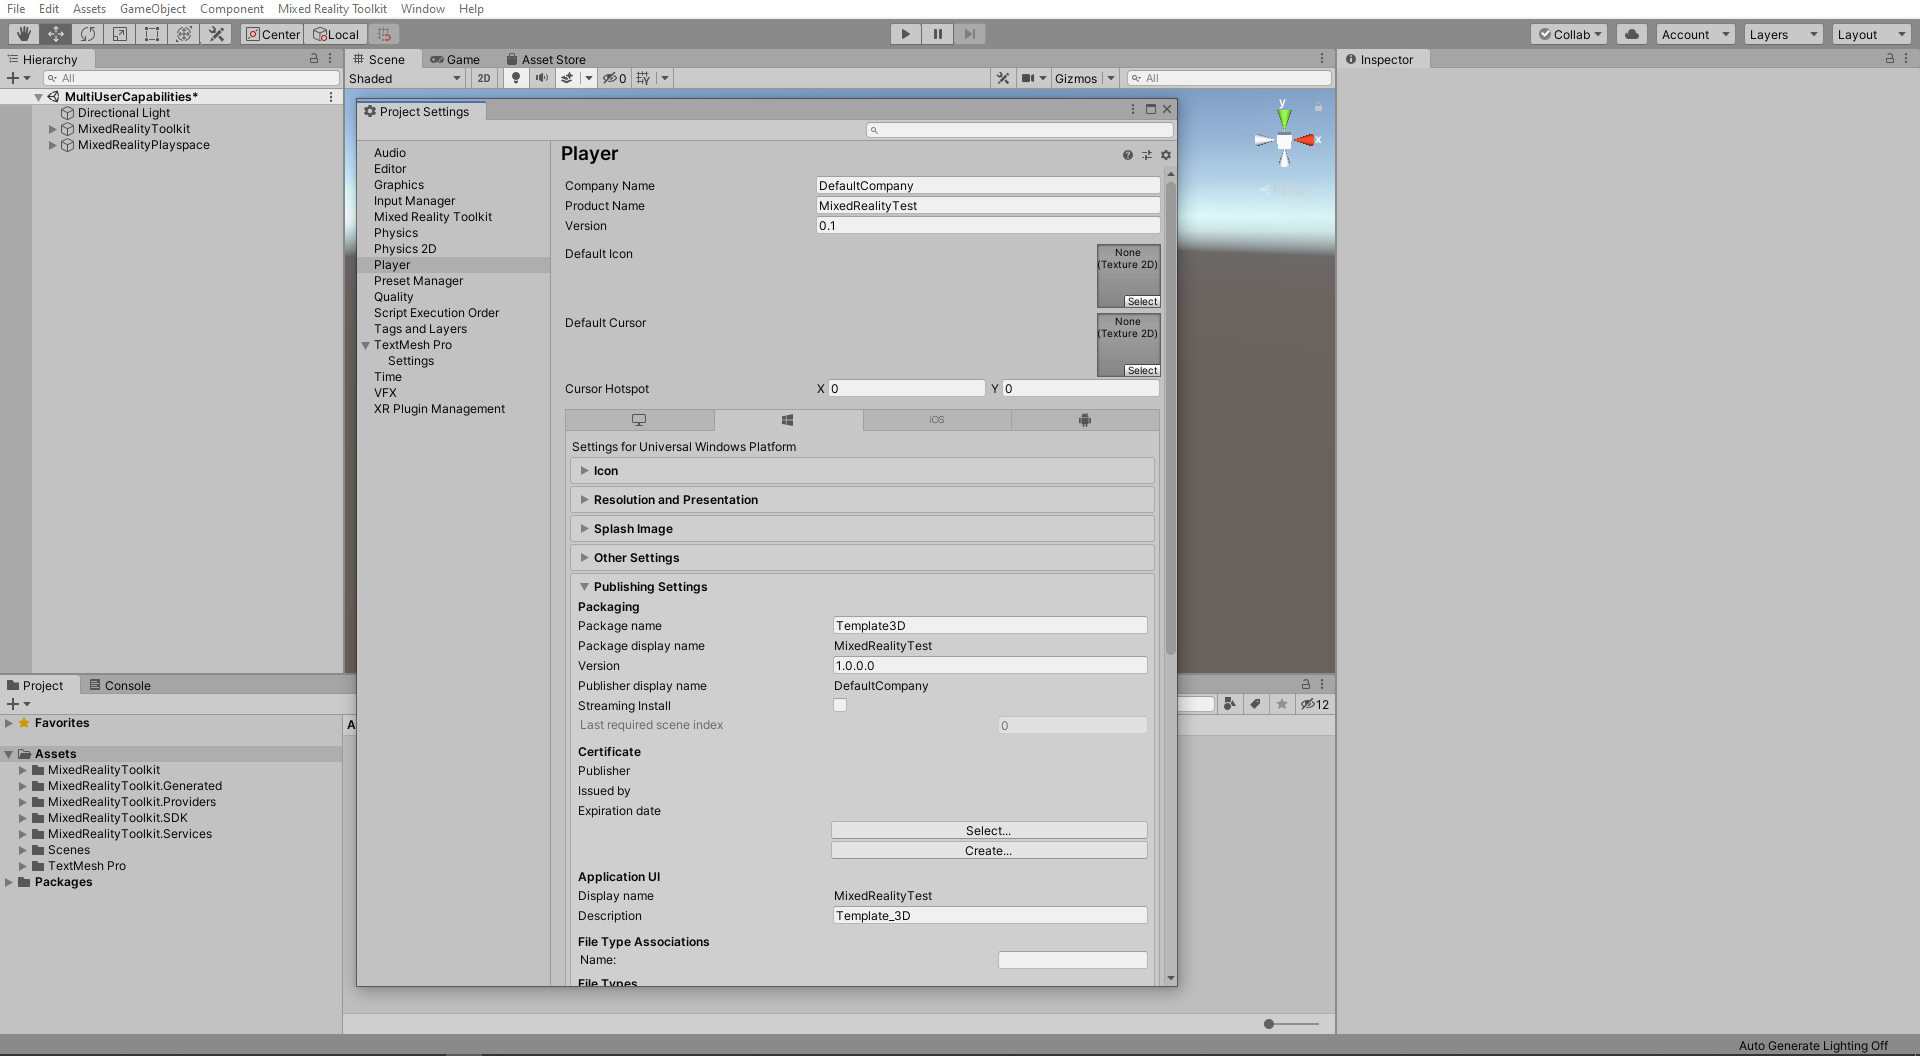 File Edit Assets GameObject Component Mixed Reality Toolkit Window Help
Center Local Collab Account Layers Layout
Hierarchy
All
MultiUserCapabilities*
Directional Light
MixedRealityToolkit
MixedRealityPlayspace
Scene Game Asset Store
Shaded 2D 0 Gizmos All
y
x
Persp
Inspector
Project Settings
Audio
Editor
Graphics
Input Manager
Mixed Reality Toolkit
Physics
Physics 2D
Player
Preset Manager
Quality
Script Execution Order
Tags and Layers
TextMesh Pro
Settings
Time
VFX
XR Plugin Management
Player
Company Name DefaultCompany
Product Name MixedRealityTest
Version 0.1
Default Icon
None
(Texture 2D)
Select
Default Cursor
None
(Texture 2D)
Select
Cursor Hotspot X 0 Y 0
iOS
Settings for Universal Windows Platform
Icon
Resolution and Presentation
Splash Image
Other Settings
Publishing Settings
Packaging
Package name Template3D
Package display name MixedRealityTest
Version 1.0.0.0
Publisher display name DefaultCompany
Streaming Install
Last required scene index 0
Certificate
Publisher
Issued by
Expiration date
Select...
Create...
Application UI
Display name MixedRealityTest
Description Template_3D
File Type Associations
Name:
File Types
Project Console
12
Favorites
A
Assets
MixedRealityToolkit
MixedRealityToolkit.Generated
MixedRealityToolkit.Providers
MixedRealityToolkit.SDK
MixedRealityToolkit.Services
Scenes
TextMesh Pro
Packages
Auto Generate Lighting Off